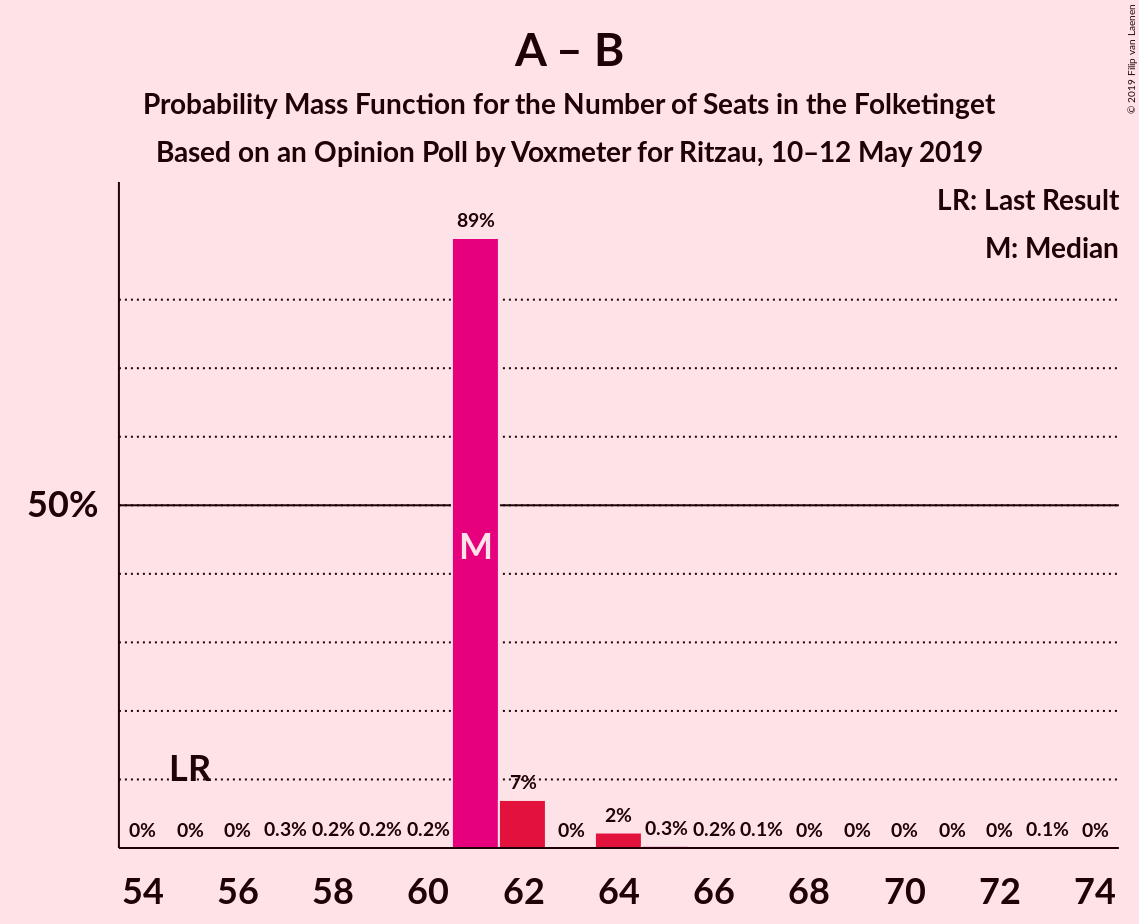 A – B
Probability Mass Function for the Number of Seats in the Folketinget
Based on an Opinion Poll by Voxmeter for Ritzau, 10–12 May 2019
© 2019 Filip van Laenen
LR: Last Result
M: Median
89%
50%
M
LR
7%
0% 0% 0% 0.3% 0.2% 0.2% 0.2% 0% 2% 0.3% 0.2% 0.1% 0% 0% 0% 0% 0% 0.1% 0%
54 56 58 60 62 64 66 68 70 72 74